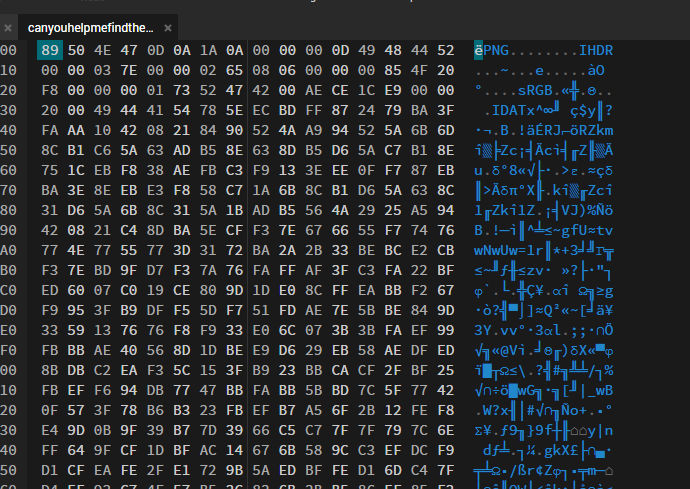 canyouhelpmefindthe...
00 89 50 4E 47 0D 0A 1A 0A 00 00 00 0D 49 48 44 52 ëPNG........IHDR
10 00 00 03 7E 00 00 02 65 08 06 00 00 00 85 4F 20 ...~...e.....àO
20 F8 00 00 00 01 73 52 47 42 00 AE CE 1C E9 00 00 °....sRGB.«╬.Θ..
30 20 00 49 44 41 54 78 5E EC BD FF 87 24 79 BA 3F .IDATx^∞╜ ç$y║?
40 FA AA 10 42 08 21 84 90 52 4A A9 94 52 5A 6B 6D ·¬.B.!äÉRJ⌐öRZkm
50 8C B1 C6 5A 63 AD B5 8E 63 5A D5 C7 B1 8E î▒╞Zc¡╡ÄcZ╒╟▒Ä
60 75 1C EB F8 38 AE FB C3 F9 13 3E EE 0F F7 87 EB u.δ°8«√├∙.>ε.≈çδ
70 BA 3E 8E EB E3 F8 58 C7 1A 6B 8C B1 D6 5A 63 8C ║>Äδπ°X╟.kî▒╓Zcî
80 31 D6 5A 6B 8C 31 5A 1B AD B5 56 4A 29 25 A5 94 1╓Zkî1Z.¡╡VJ)%Ñö
90 42 08 21 C4 8D BA 5E CF F3 7E 67 66 55 F7 74 76 B.!─ì║^╧≤~gfU≈tv
A0 77 4E 77 55 77 3D 31 72 BA 2A 2B 33 BE BC E2 CB wNwUw=1r║*+3╛╝Γ╦
B0 F3 7E BD 9F D7 F3 7A 76 FA FF AF 3F C3 FA 22 BF ≤~╜ƒ╫≤zv· »?├·"┐
C0 ED 60 07 C0 19 CE 80 9D 1D E0 8C FF EA BB F2 67 φ`.└.╬Ç¥.αî Ω╗≥g
D0 F9 95 3F B9 DF F5 5D DF F7 51 FD AE 7E 5B BE 84 9D
E0 33 59 13 76 76 F8 F9 33 E0 6C 07 3B 3B FA EF 99 3Y.vv°·3αl.;;·∩Ö
F0 FB BB AE 40 56 8D 1D BE E9 D6 29 EB 58 AE DF ED √╗«@Vì.╛Θ╓)δX«▀φ
00 8B DB C2 EA F3 5C 15 3F B9 23 BB CA CF 2F BF 25 ï█┬Ω≤\.?╣#╗╩╧/┐%
10 FB EF F6 94 DB 77 47 BB FA BB 5B BD 7C 5F 77 42 √∩÷ö█wG╗·╗[╜|_wB
20 0F 57 3F 78 B6 B3 23 FB EF B7 A5 6F 2B 12 FE F8 .W?x╢│#√∩╖Ño+.■°
30 E4 9D 0B 9F 39 B7 7D 39 66 C5 C7 7F 7F 79 7C 6E Σ¥.ƒ9╖}9f┼╟⌂⌂y|n
40 FF 64 9F CF 1D BF AC 14 67 6B 58 9C C3 EF DC F9 dƒ╧.┐¼.gkX£├∩▄∙
50 D1 CF EA FE 2F E1 72 9B 5A ED BF FE D1 6D C4 7F ╤╧Ω■/ßr¢Zφ┐■╤m─⌂